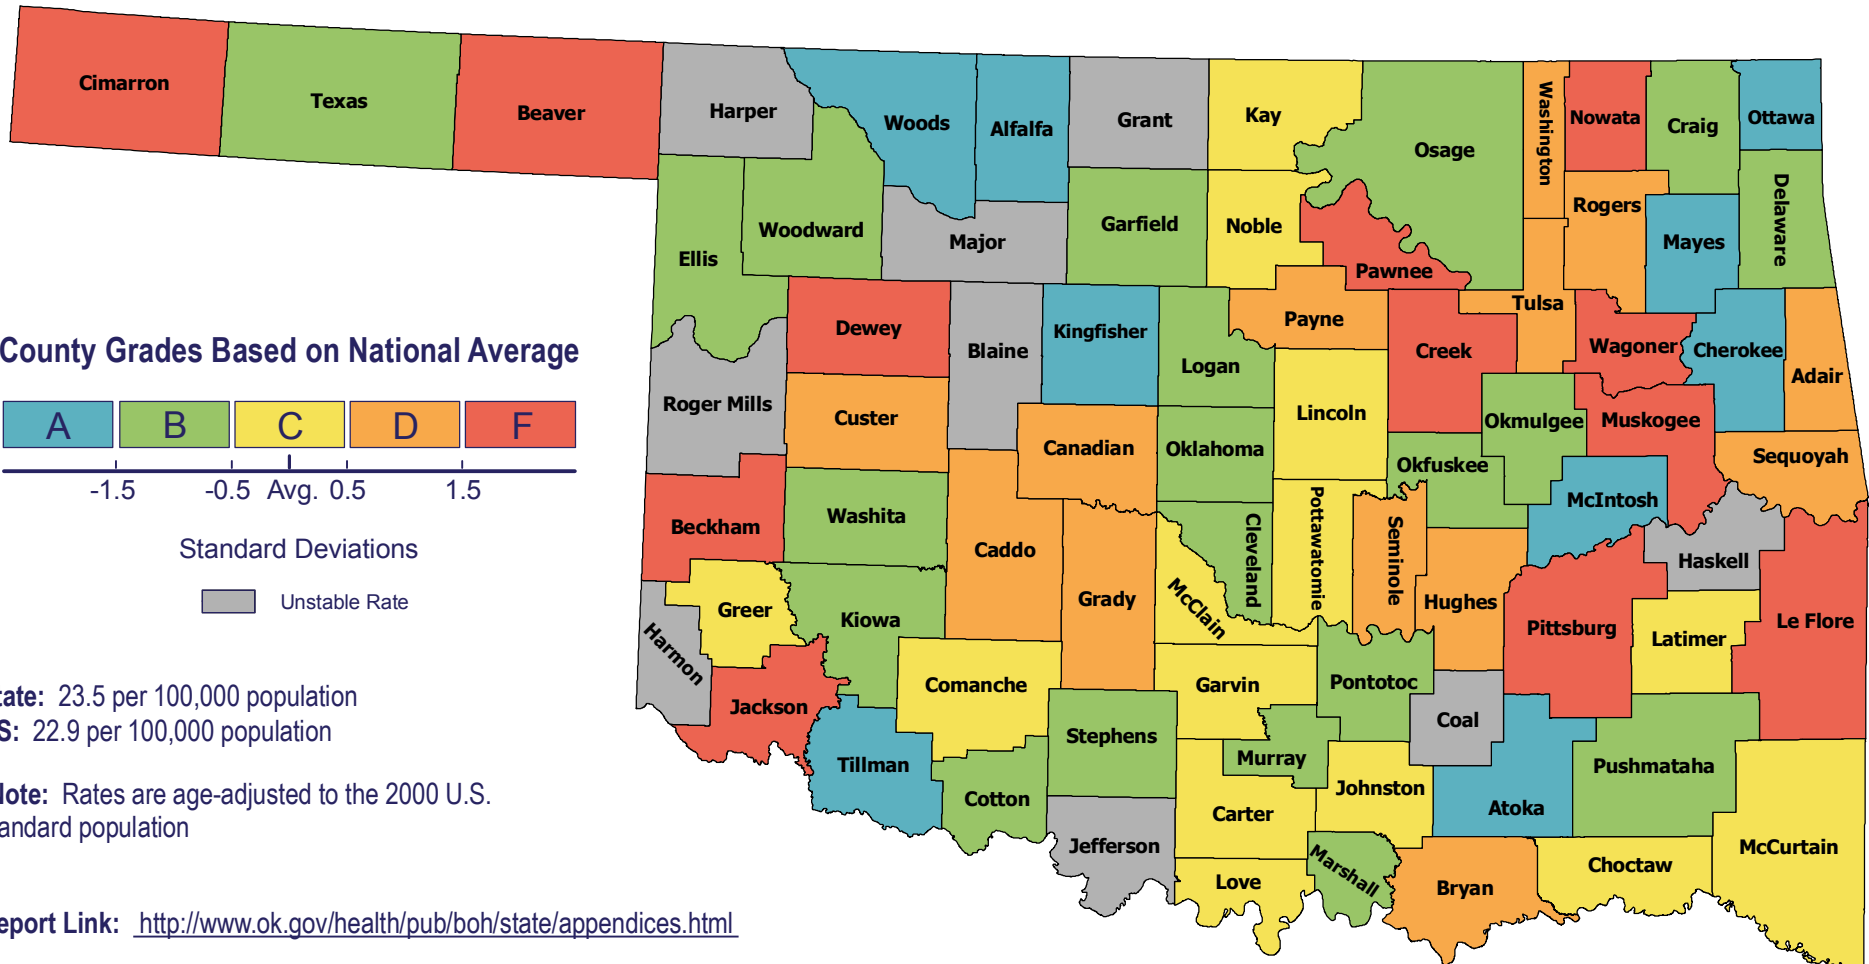 Cimarron
Texas
Beaver
Harper
Woods
Alfalfa
Grant
Kay
Osage
Washington
Nowata
Craig
Ottawa
Ellis
Woodward
Major
Garfield
Noble
Pawnee
Rogers
Mayes
Delaware
Dewey
Blaine
Kingfisher
Logan
Payne
Creek
Tulsa
Wagoner
Cherokee
Adair
County Grades Based on National Average
A B C D F
-1.5 -0.5 Avg. 0.5 1.5
Standard Deviations
Unstable Rate
Roger Mills
Custer
Canadian
Oklahoma
Lincoln
Okfuskee
Okmulgee
Muskogee
Sequoyah
Beckham
Washita
Caddo
Grady
McClain
Cleveland
Pottawatomie
Seminole
Hughes
McIntosh
Haskell
Pittsburg
Latimer
Le Flore
Harmon
Greer
Kiowa
Jackson
Comanche
Tillman
Cotton
Stephens
Jefferson
Garvin
Murray
Carter
Love
Pontotoc
Johnston
Marshall
Coal
Atoka
Bryan
Pushmataha
Choctaw
McCurtain
tate: 23.5 per 100,000 population
S: 22.9 per 100,000 population
Note: Rates are age-adjusted to the 2000 U.S.
andard population
eport Link: http://www.ok.gov/health/pub/boh/state/appendices.html